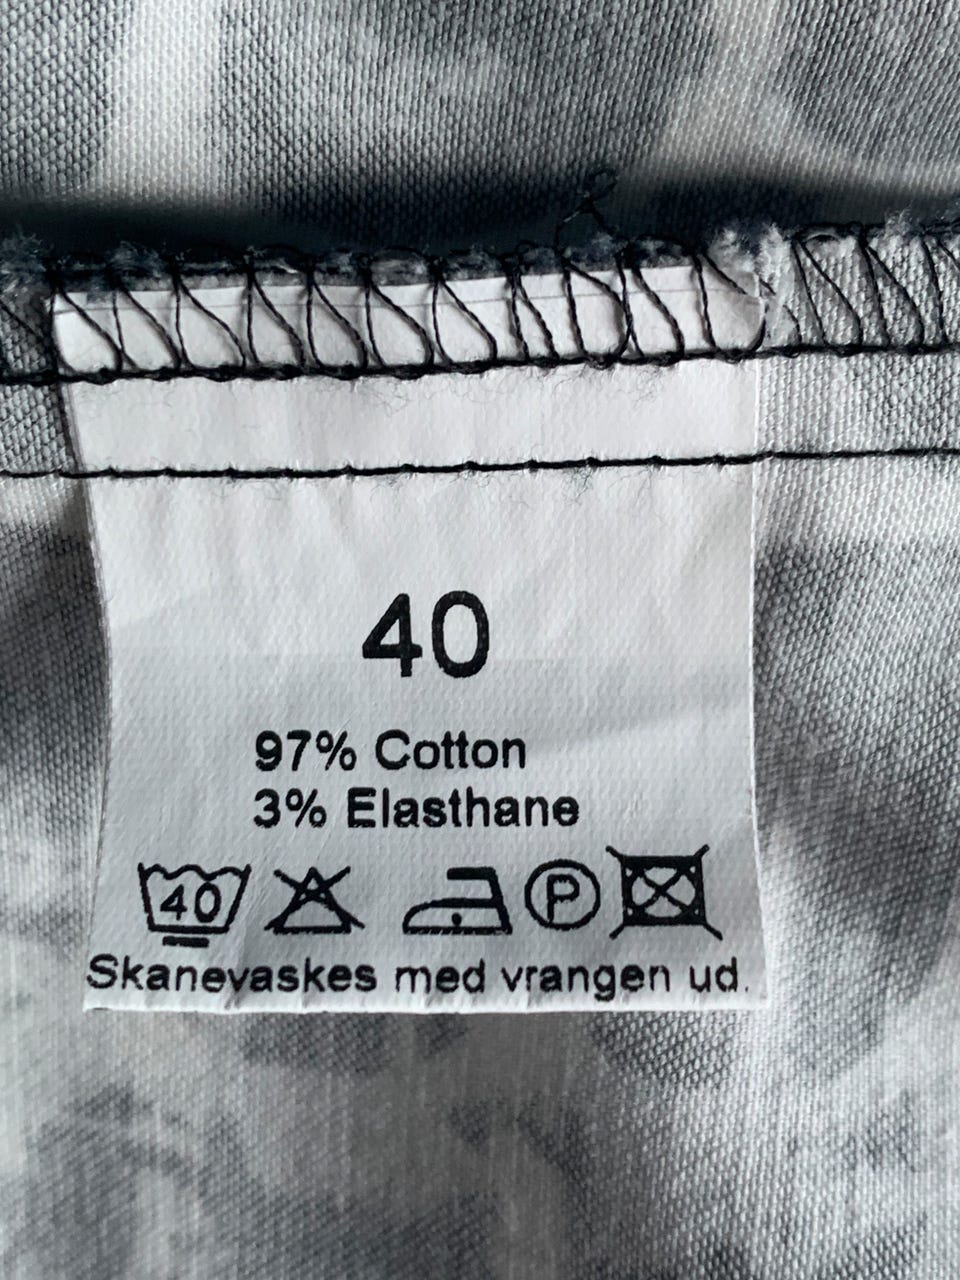 40
97% Cotton
3% Elasthane
40 P
Skanevaskes med vrangen ud.